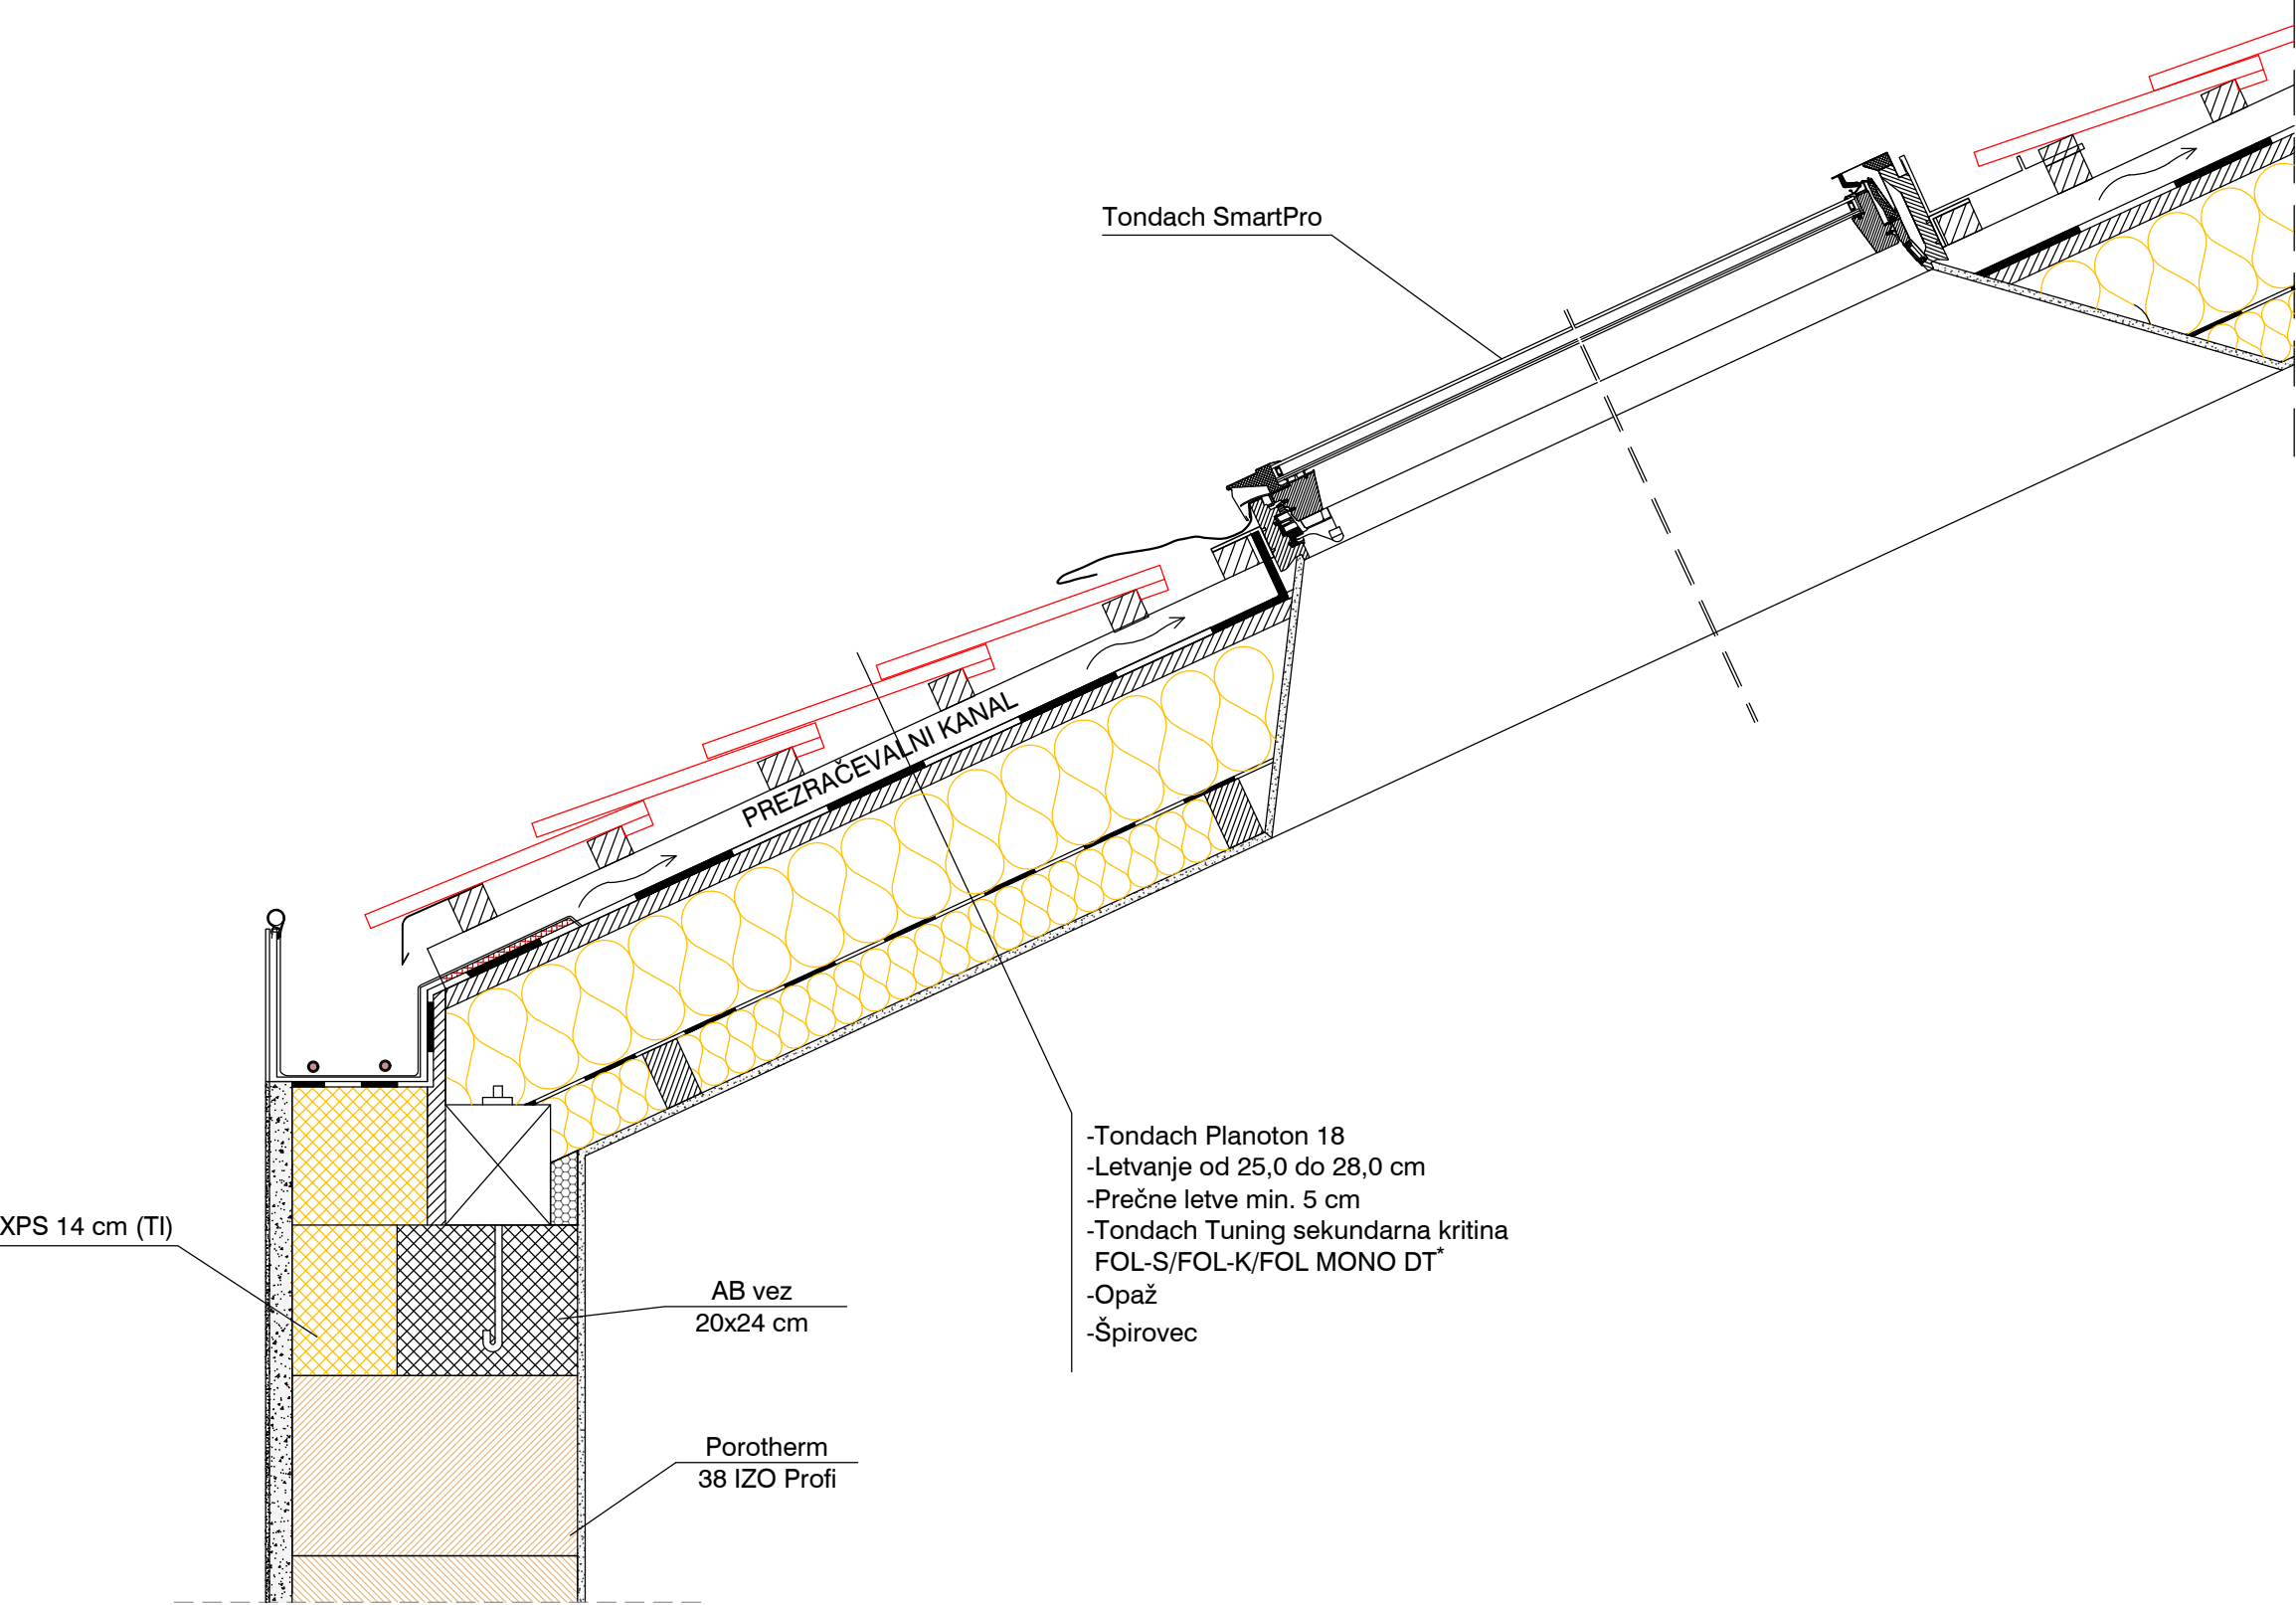 Tondach SmartPro
PREZRAČEVALNI KANAL
-Tondach Planoton 18
-Letvanje od 25,0 do 28,0 cm
-Prečne letve min. 5 cm
-Tondach Tuning sekundarna kritina
FOL-S/FOL-K/FOL MONO DT*
-Opaž
-Špirovec
XPS 14 cm (TI)
AB vez
20x24 cm
Porotherm
38 IZO Profi